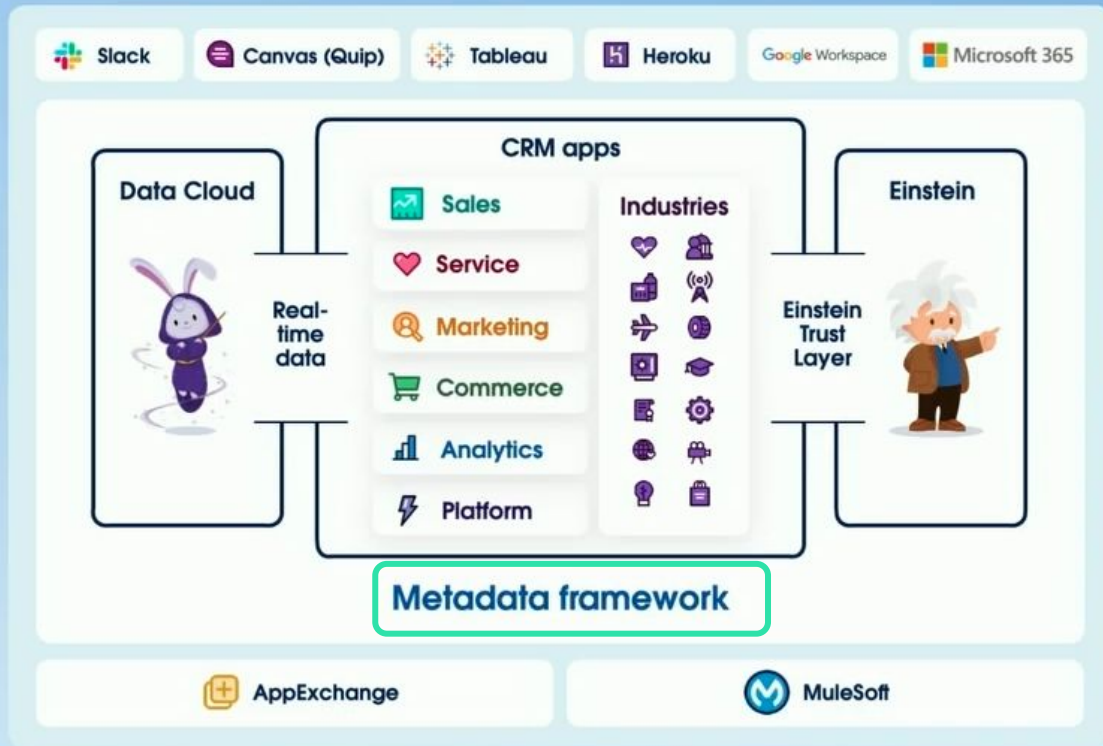 Slack
Canvas (Quip)
Tableau
Heroku
Google Workspace
Microsoft 365
Data Cloud
Real-
time
data
CRM apps
Sales
Service
Marketing
Commerce
Analytics
Platform
Industries
Einstein
Trust
Layer
Einstein
Metadata framework
AppExchange
MuleSoft